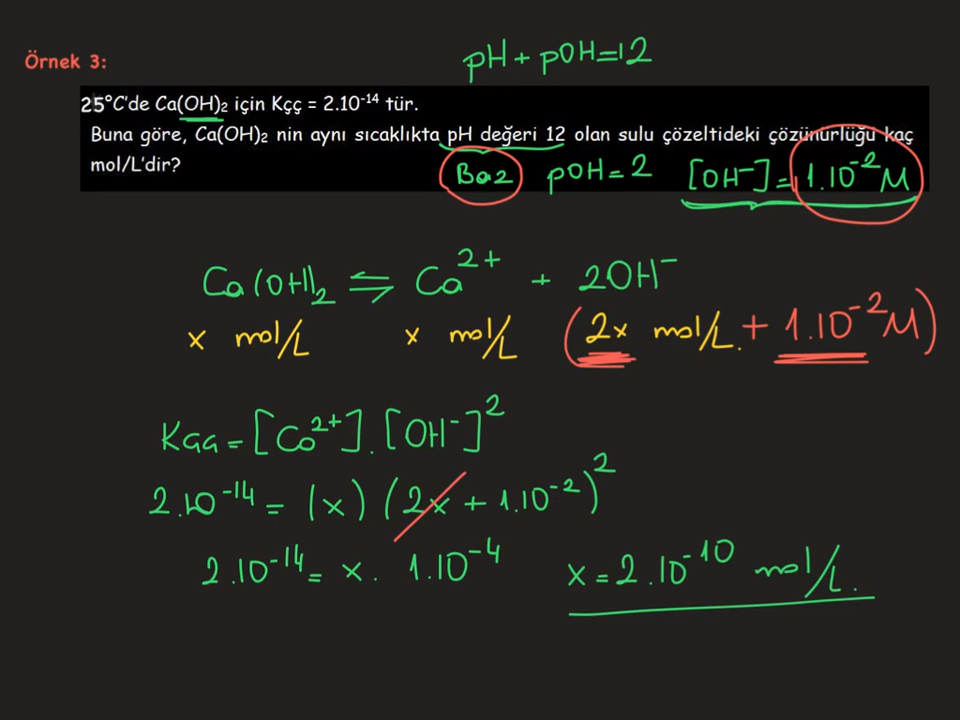 pH + pOH = 12
Örnek 3:
25°C'de Ca(OH)₂ için Kçç = 2.10⁻¹⁴ tür.
Buna göre, Ca(OH)₂ nin aynı sıcaklıkta pH değeri 12 olan sulu çözeltideki çözünürlüğü kaç
mol/L'dir?
Baz pOH = 2 [OH⁻] = 1.10⁻² M
Ca(OH)₂ ⇌ Ca²⁺ + 2OH⁻
x mol/L x mol/L (2x mol/L + 1.10⁻² M)
Kçç = [Ca²⁺] . [OH⁻]²
2.10⁻¹⁴ = (x) (2x + 1.10⁻²)²
2.10⁻¹⁴ = x . 1.10⁻⁴ x = 2.10⁻¹⁰ mol/L.